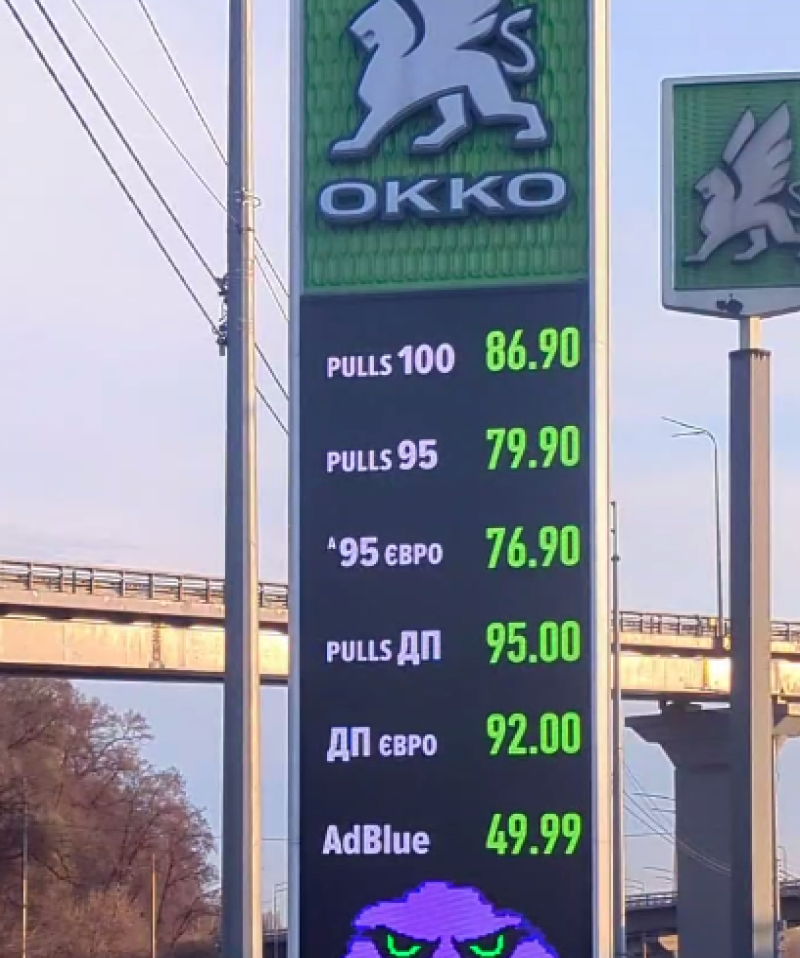 OKKO
PULLS 100 86.90
PULLS 95 79.90
А95 ЄВРО 76.90
PULLS ДП 95.00
ДП ЄВРО 92.00
AdBlue 49.99